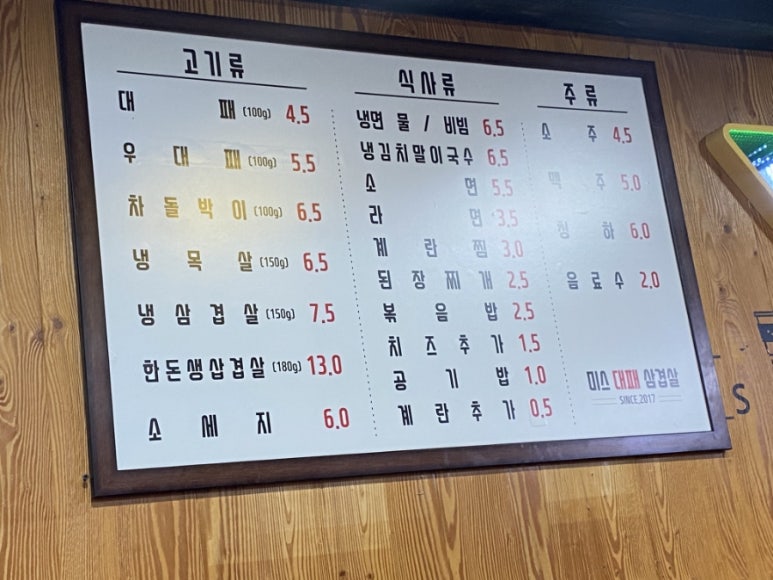 고기류
대패 (100g) 4.5
우대패 (100g) 5.5
차돌박이 (100g) 6.5
냉목살 (150g) 6.5
냉삼겹살 (150g) 7.5
한돈생삼겹살 (180g) 13.0
소세지 6.0
식사류
냉면 물 / 비빔 6.5
냉김치말이국수 6.5
소면 5.5
라면 3.5
계란찜 3.0
된장찌개 2.5
볶음밥 2.5
치즈추가 1.5
공기밥 1.0
계란추가 0.5
주류
소주 4.5
맥주 5.0
청하 6.0
음료수 2.0
미스 대패 삼겹살
SINCE.2017